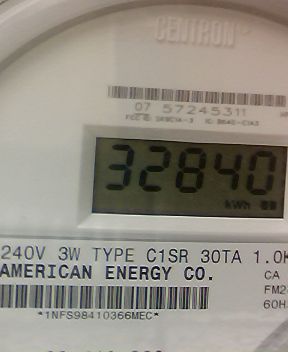 CENTRON
07 57245311
32840
kWh
240V 3W TYPE C1SR 30TA 1.0K
AMERICAN ENERGY CO.
CA
FM2
60H
*1NFS98410366MEC*